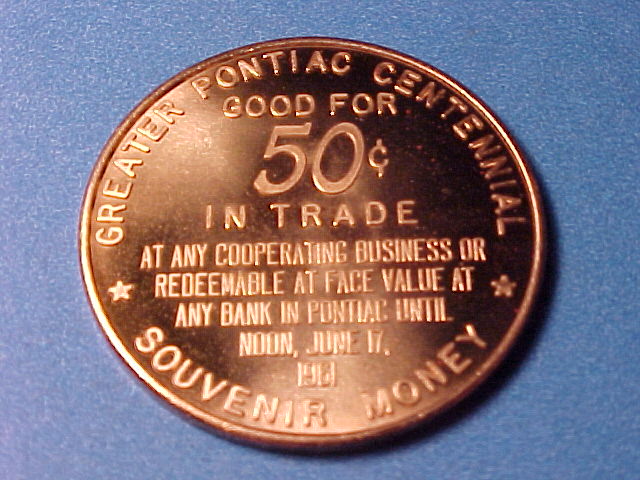 GREATER PONTIAC CENTENNIAL
GOOD FOR
50¢
IN TRADE
AT ANY COOPERATING BUSINESS OR
REDEEMABLE AT FACE VALUE AT
ANY BANK IN PONTIAC UNTIL
NOON, JUNE 17,
1961
SOUVENIR MONEY